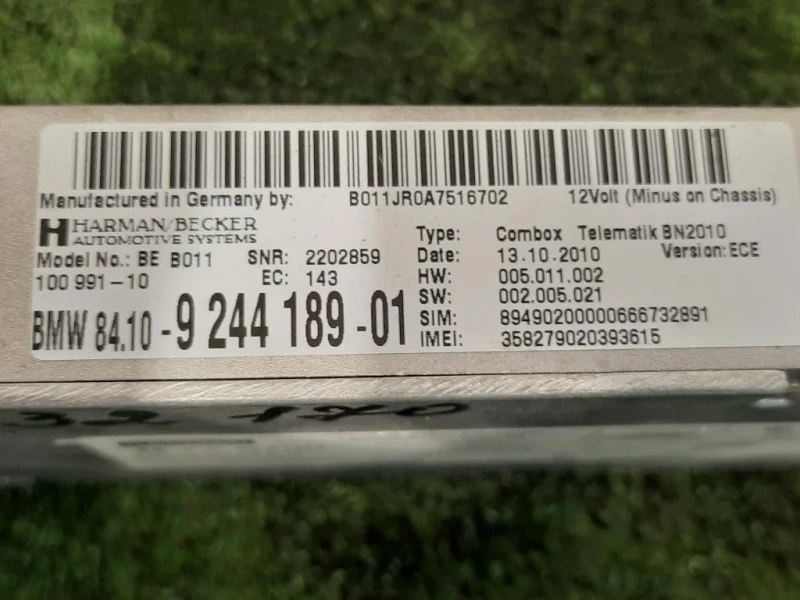 Manufactured in Germany by: B011JR0A7516702 12Volt (Minus on Chassis)
HARMAN/BECKER
AUTOMOTIVE SYSTEMS
Model No.: BE B011 SNR: 2202859
100 991-10 EC: 143
BMW 84.10-9 244 189-01
Type: Combox Telematik BN2010
Date: 13.10.2010 Version: ECE
HW: 005.011.002
SW: 002.005.021
SIM: 89490200000666732891
IMEI: 358279020393615
32 170